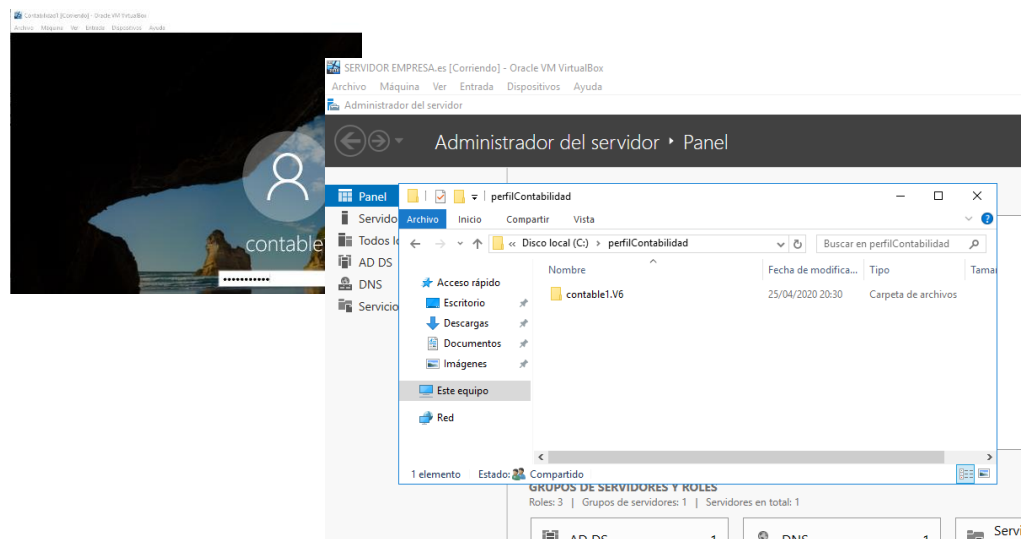 Contabilidad1 [Corriendo] - Oracle VM VirtualBox
Archivo Máquina Ver Entrada Dispositivos Ayuda
contable
SERVIDOR EMPRESA.es [Corriendo] - Oracle VM VirtualBox
Archivo Máquina Ver Entrada Dispositivos Ayuda
Administrador del servidor
Administrador del servidor Panel
Panel
Servido
Todos lo
AD DS
DNS
Servicio
perfilContabilidad
Archivo Inicio Compartir Vista
« Disco local (C:) > perfilContabilidad
Buscar en perfilContabilidad
Nombre Fecha de modifica... Tipo Tamañ
Acceso rápido
Escritorio
Descargas
Documentos
Imágenes
Este equipo
Red
contable1.V6 25/04/2020 20:30 Carpeta de archivos
1 elemento Estado: Compartido
GRUPOS DE SERVIDORES Y ROLES
Roles: 3 | Grupos de servidores: 1 | Servidores en total: 1
AD DS 1
DNS 1
Servi